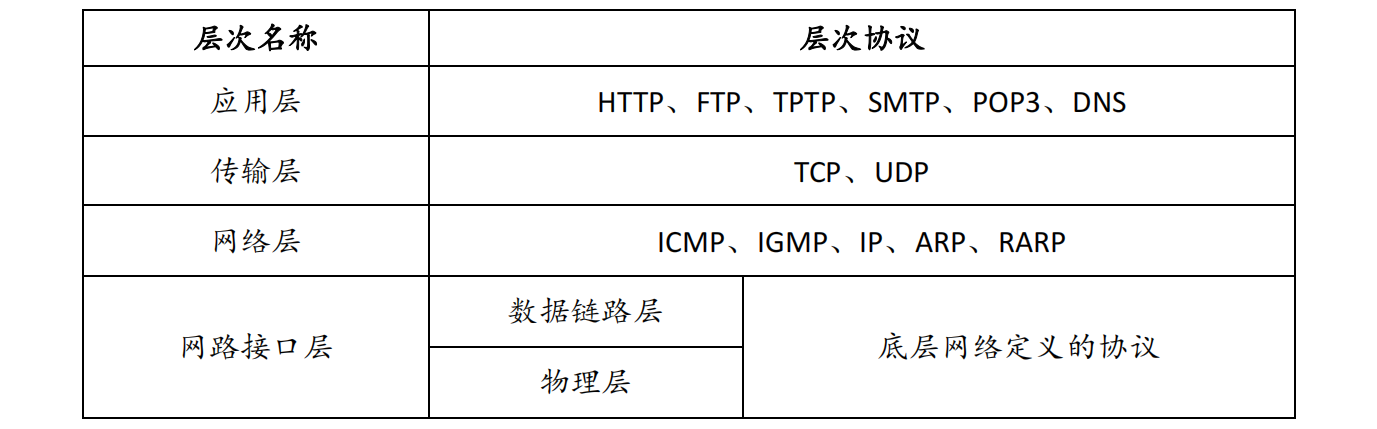 层次名称 层次协议
应用层 HTTP、FTP、TPTP、SMTP、POP3、DNS
传输层 TCP、UDP
网络层 ICMP、IGMP、IP、ARP、RARP
网路接口层 数据链路层 底层网络定义的协议
物理层